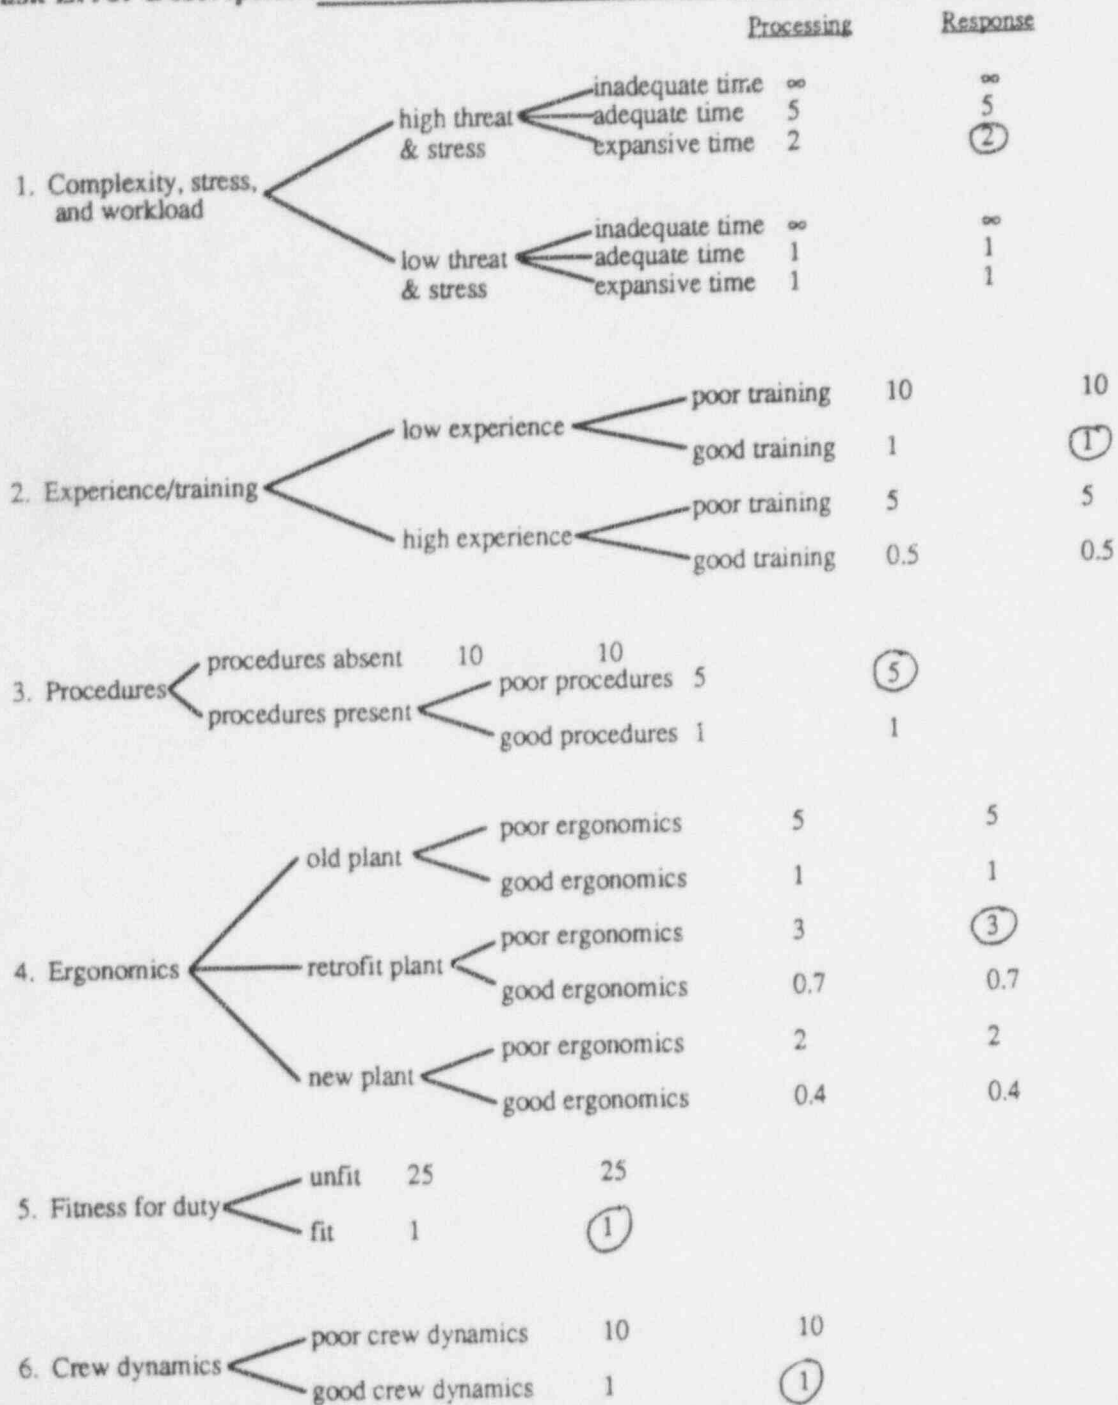 Processing Response
inadequate time ∞ ∞
high threat adequate time 5 5
& stress expansive time 2 2
1. Complexity, stress,
and workload
inadequate time ∞ ∞
low threat adequate time 1 1
& stress expansive time 1 1
poor training 10 10
low experience
good training 1 1
2. Experience/training
poor training 5 5
high experience
good training 0.5 0.5
procedures absent 10 10
3. Procedures poor procedures 5 5
procedures present
good procedures 1 1
poor ergonomics 5 5
old plant
good ergonomics 1 1
poor ergonomics 3 3
4. Ergonomics retrofit plant
good ergonomics 0.7 0.7
poor ergonomics 2 2
new plant
good ergonomics 0.4 0.4
unfit 25 25
5. Fitness for duty
fit 1 1
poor crew dynamics 10 10
6. Crew dynamics
good crew dynamics 1 1